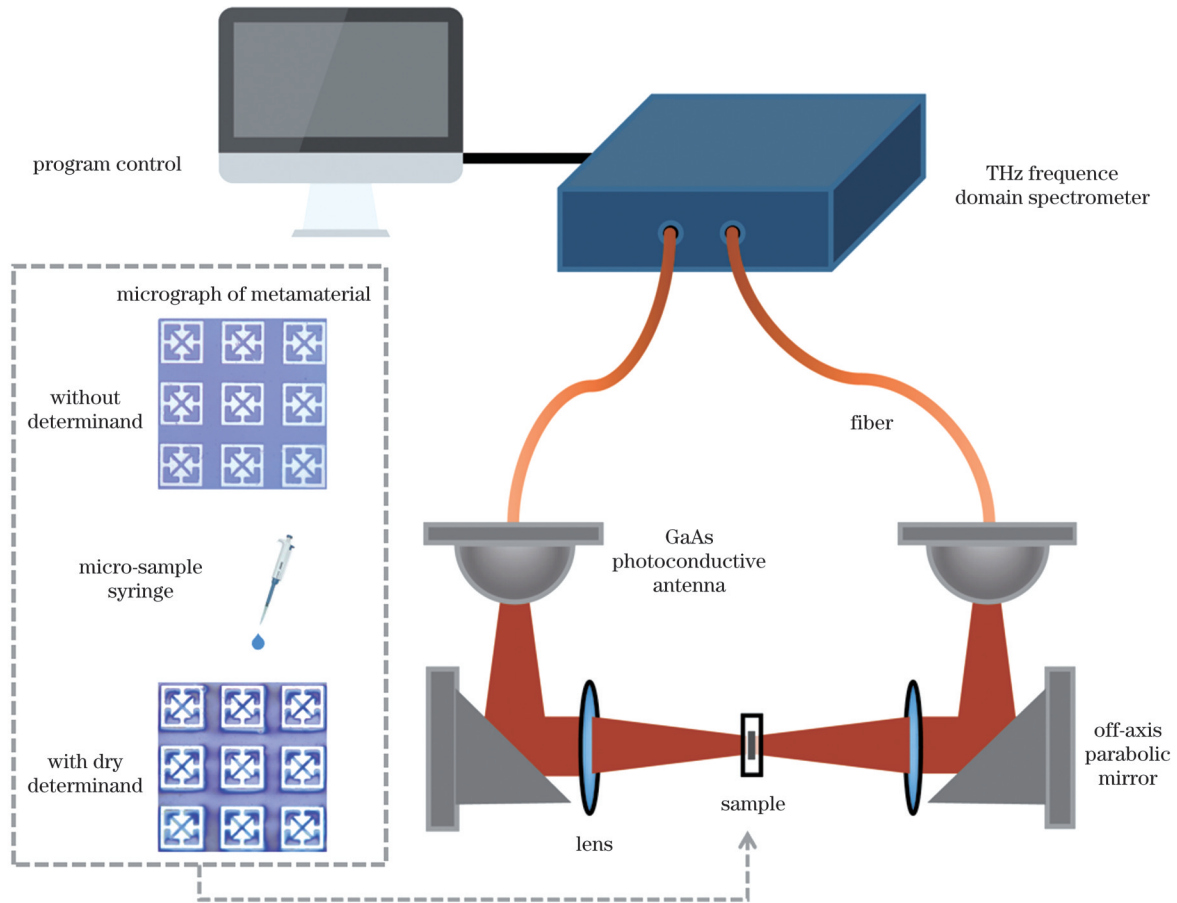 program control
THz frequence
domain spectrometer
micrograph of metamaterial
without
determinand
fiber
GaAs
photoconductive
antenna
micro-sample
syringe
with dry
determinand
off-axis
parabolic
mirror
sample
lens